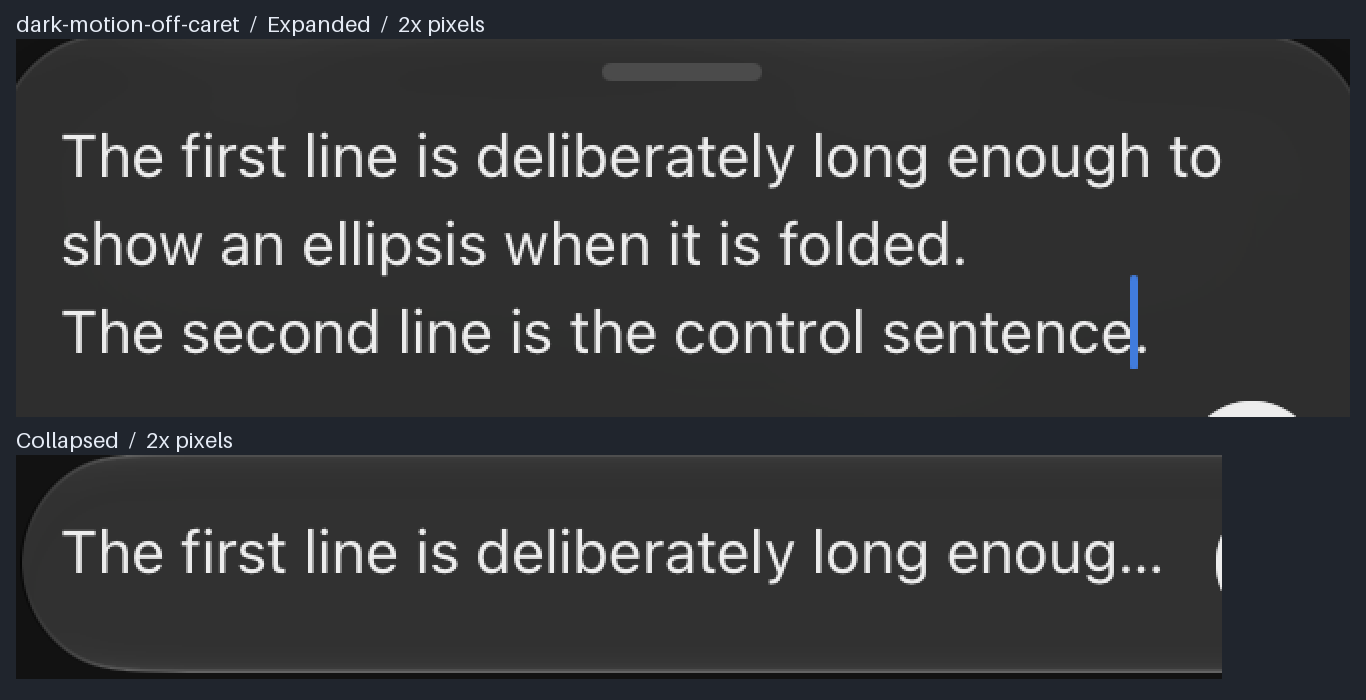 dark-motion-off-caret / Expanded / 2x pixels
The first line is deliberately long enough to
show an ellipsis when it is folded.
The second line is the control sentence.
Collapsed / 2x pixels
The first line is deliberately long enoug...